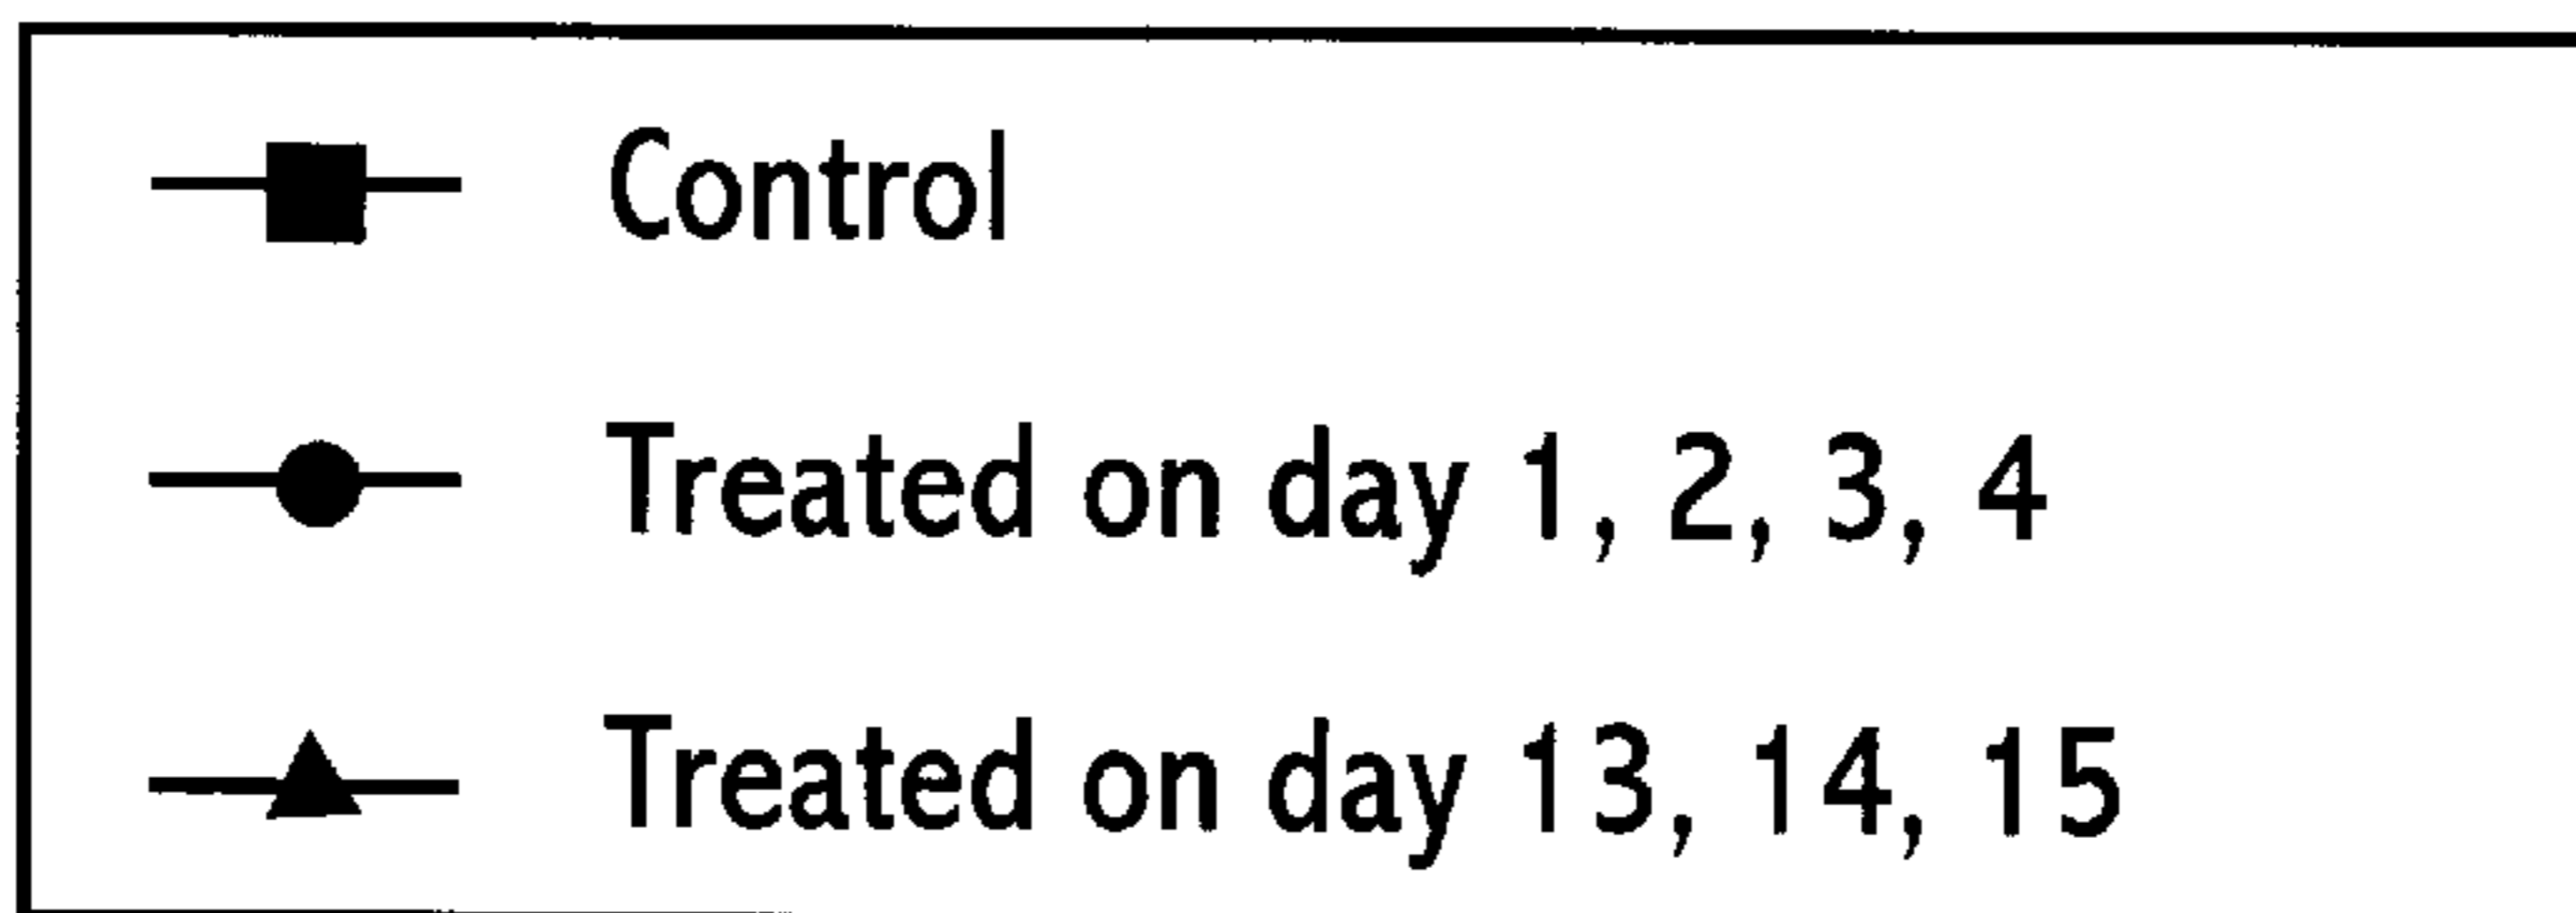 Control
Treated on day 1, 2, 3, 4
Treated on day 13, 14, 15